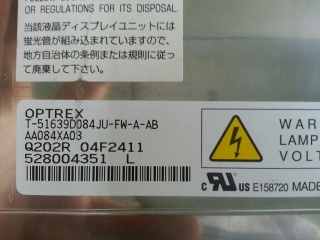 OR REGULATIONS FOR ITS DISPOSAL.
当該液晶ディスプレイユニットには
蛍光管が組み込まれていますので、
地方自治体の条例または規則に従っ
て廃棄して下さい。
OPTREX
T-51639D084JU-FW-A-AB
AA084XA03
Q202R 04F2411
528004351 L
WAR
LAMP
VOLT
c RU US E158720 MADE